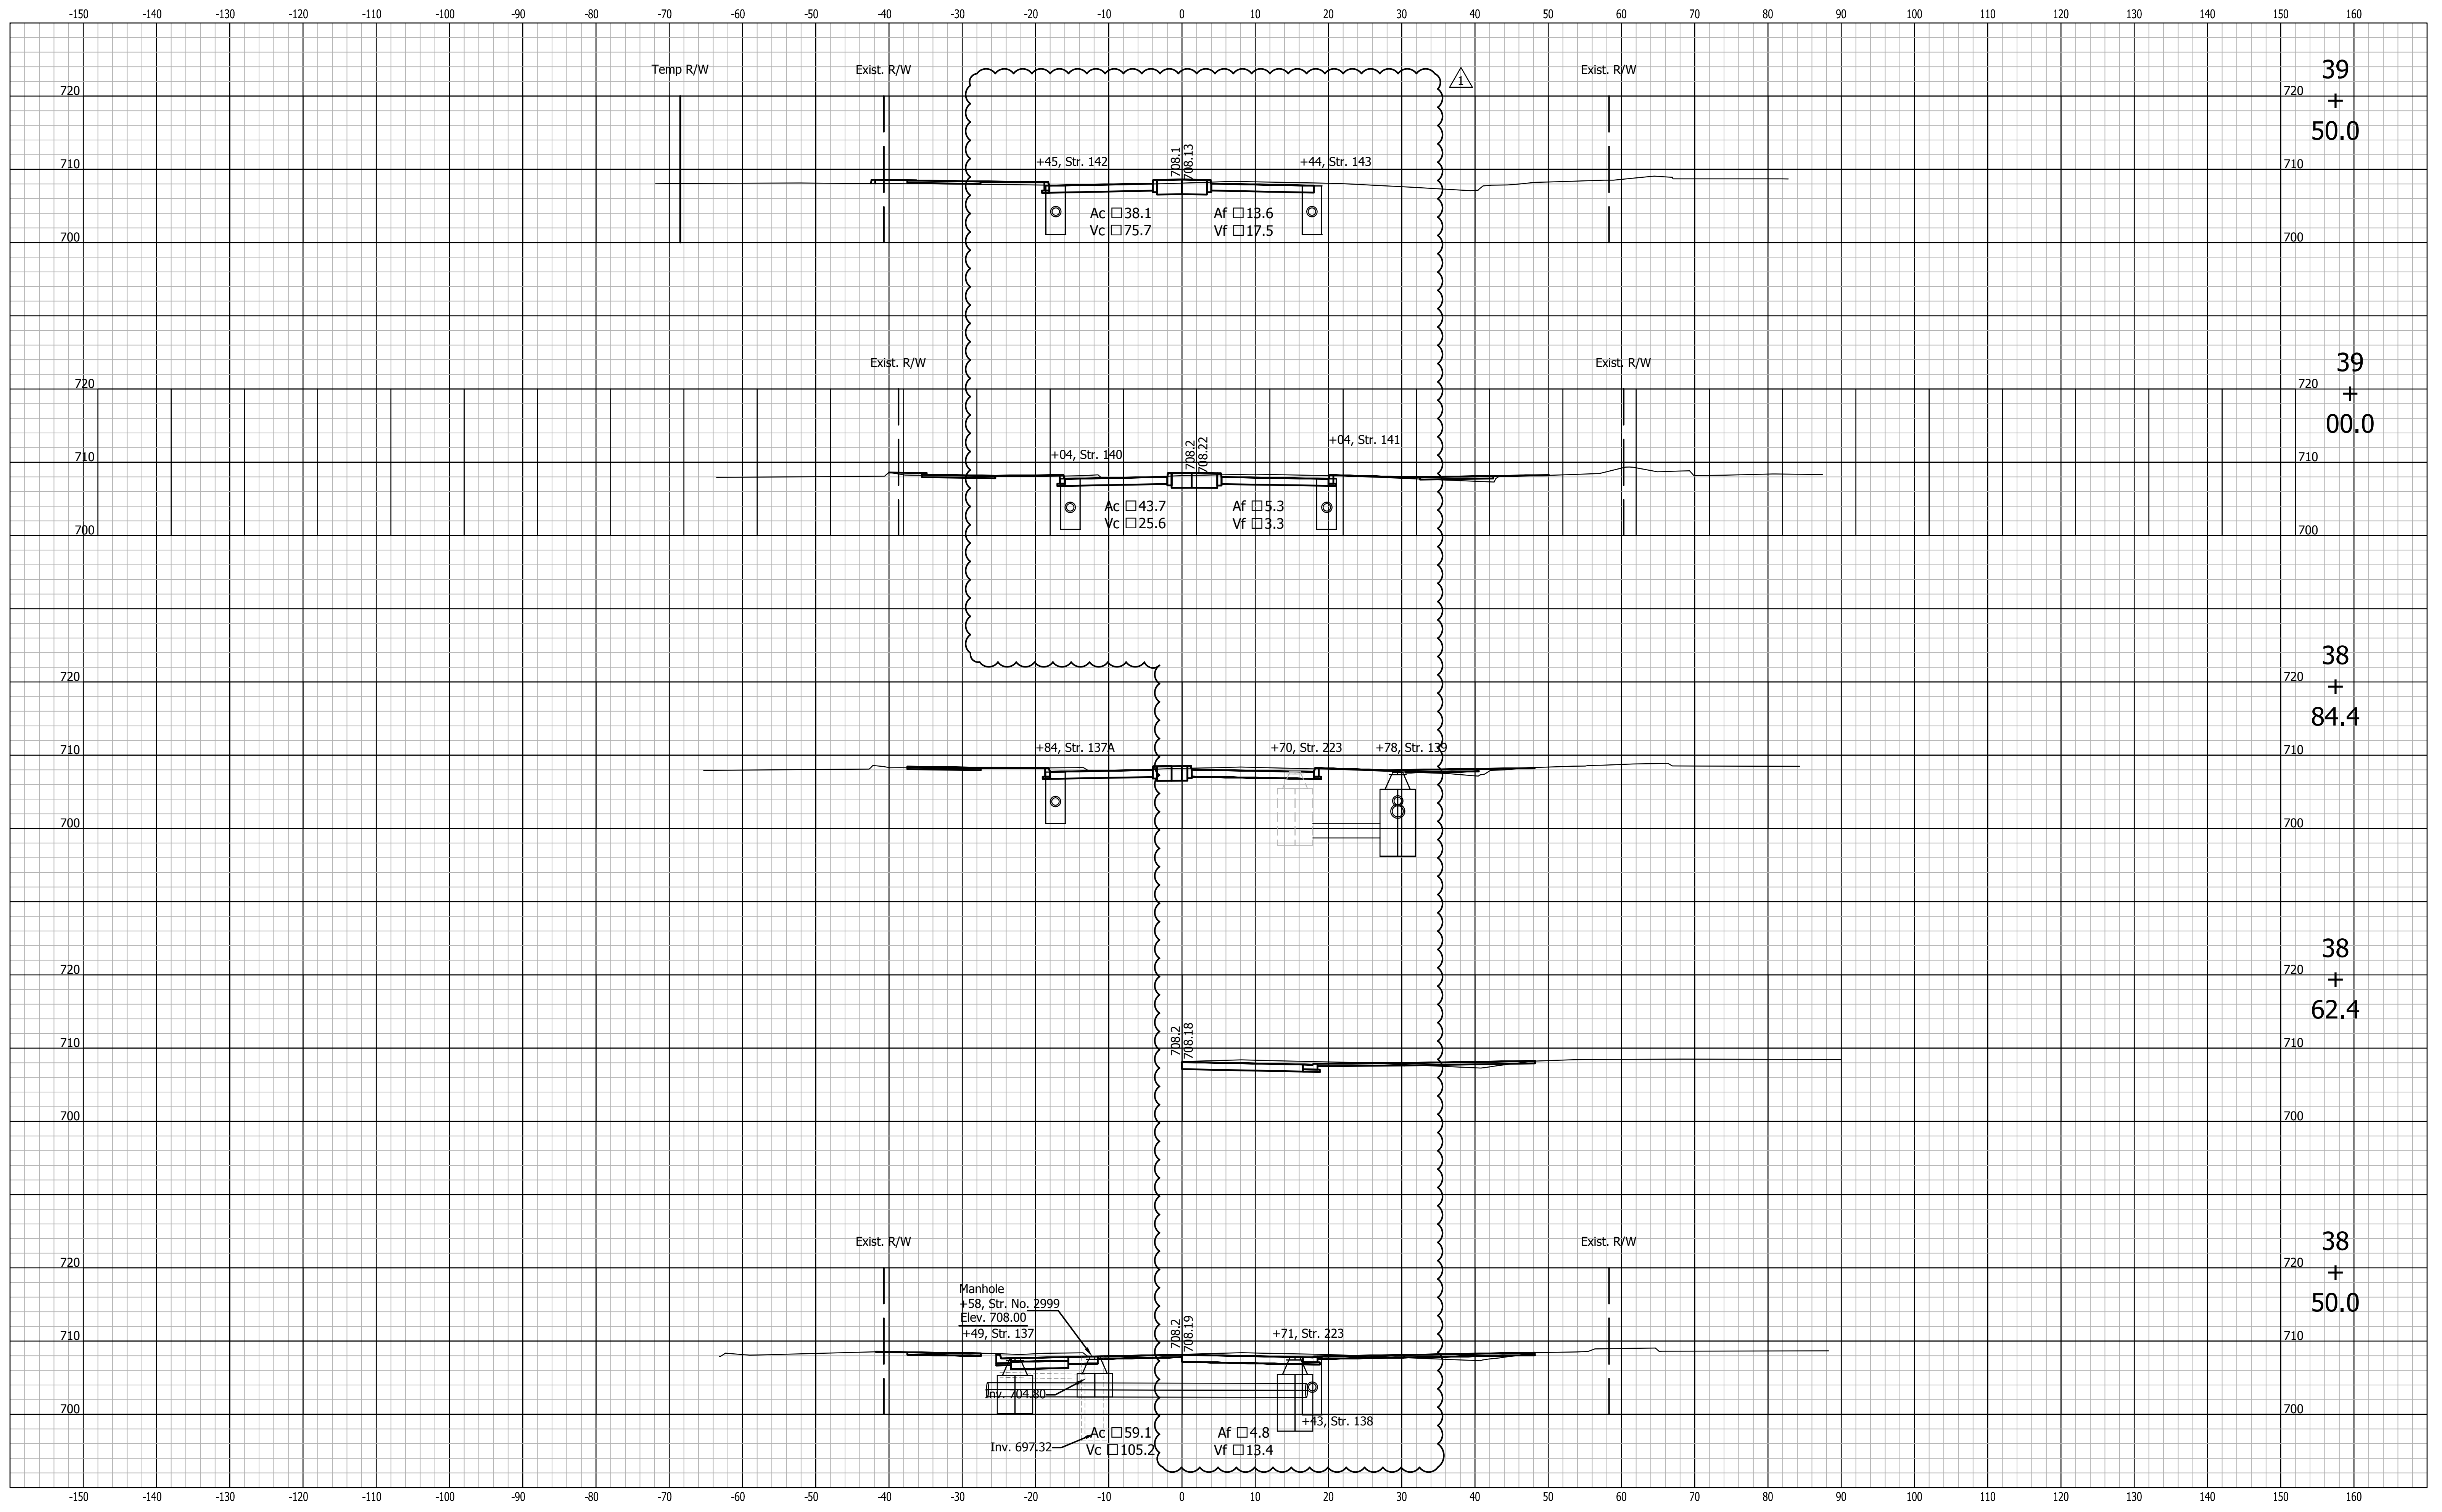 -150 -140 -130 -120 -110 -100 -90 -80 -70 -60 -50 -40 -30 -20 -10 0 10 20 30 40 50 60 70 80 90 100 110 120 130 140 150 160
Temp R/W
Exist. R/W
1
Exist. R/W
39
+
50.0
720
720
+45, Str. 142
708.1
708.13
+44, Str. 143
710
710
Ac □38.1
Af □13.6
Vc □75.7
Vf □17.5
700
700
Exist. R/W
Exist. R/W
39
+
00.0
720
720
+04, Str. 140
708.2
708.22
+04, Str. 141
710
710
Ac □43.7
Af □5.3
Vc □25.6
Vf □3.3
700
700
38
+
84.4
720
720
+84, Str. 137A
+70, Str. 223
+78, Str. 139
710
710
700
700
38
+
62.4
720
720
708.2
708.18
710
710
700
700
Exist. R/W
Exist. R/W
38
+
50.0
720
720
Manhole
+58, Str. No. 2999
Elev. 708.00
+49, Str. 137
708.2
708.19
+71, Str. 223
710
710
Inv. 704.80
700
700
+43, Str. 138
Ac □59.1
Af □4.8
Inv. 697.32
Vc □105.2
Vf □13.4
-150 -140 -130 -120 -110 -100 -90 -80 -70 -60 -50 -40 -30 -20 -10 0 10 20 30 40 50 60 70 80 90 100 110 120 130 140 150 160